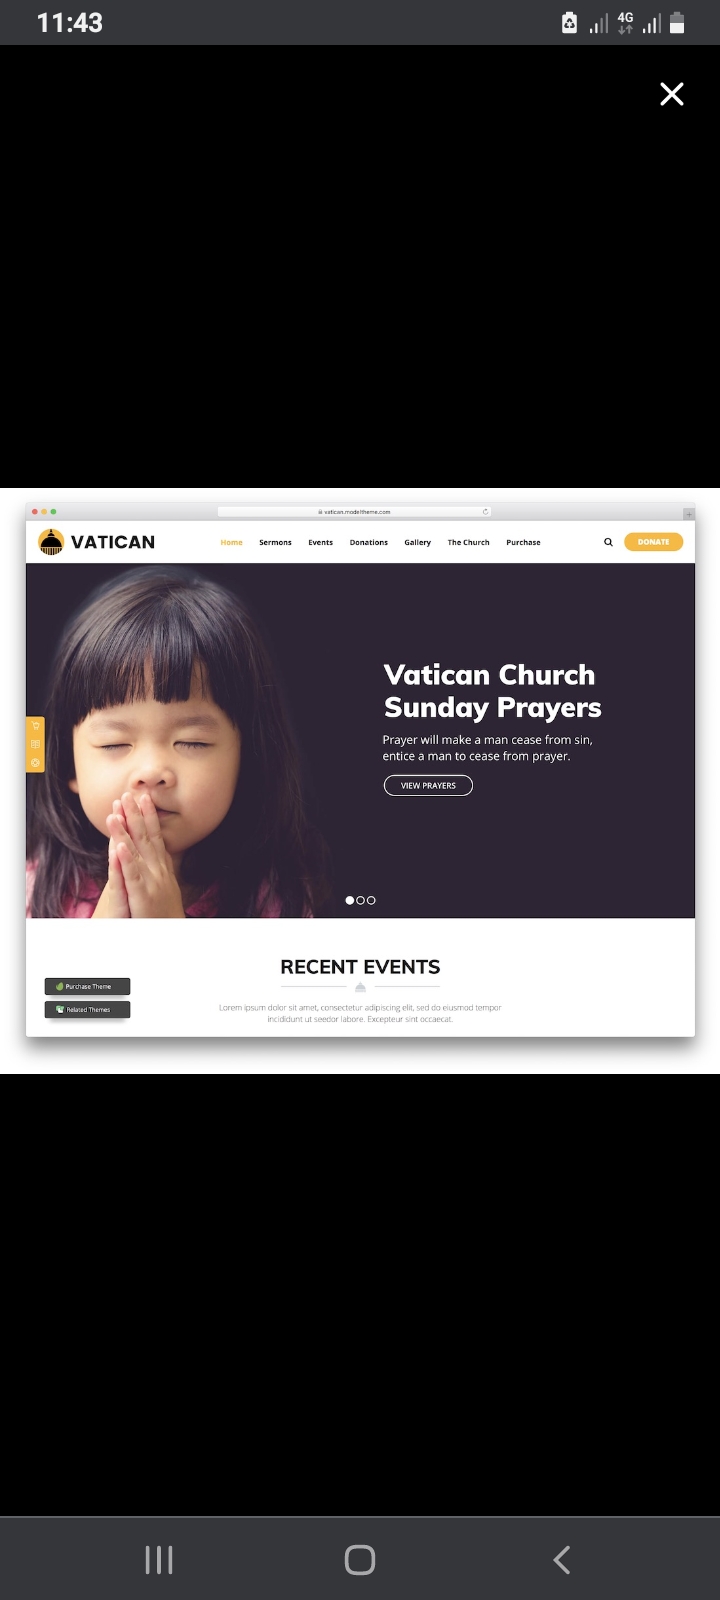 11:43
4G
vatican.modeltheme.com
VATICAN
Home Sermons Events Donations Gallery The Church Purchase
DONATE
Vatican Church
Sunday Prayers
Prayer will make a man cease from sin,
entice a man to cease from prayer.
VIEW PRAYERS
RECENT EVENTS
Purchase Theme
Related Themes
Lorem ipsum dolor sit amet, consectetur adipiscing elit, sed do eiusmod tempor
incididunt ut seedor labore. Excepteur sint occaecat.